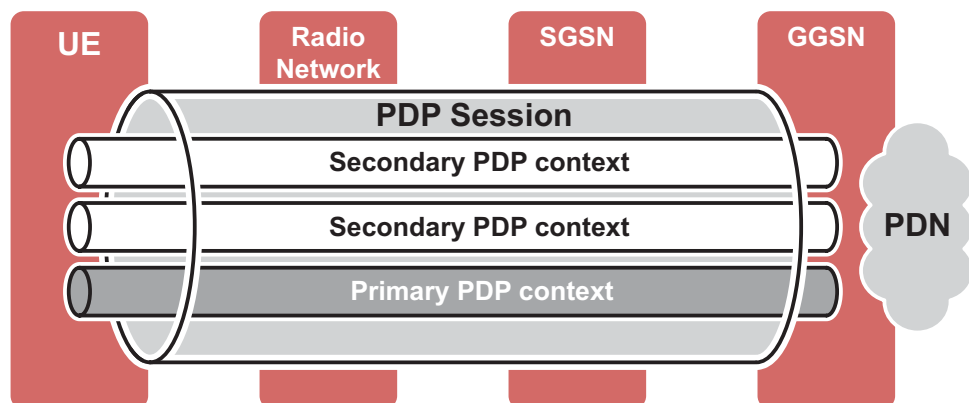 UE
Radio
Network
SGSN
GGSN
PDP Session
Secondary PDP context
Secondary PDP context
PDN
Primary PDP context